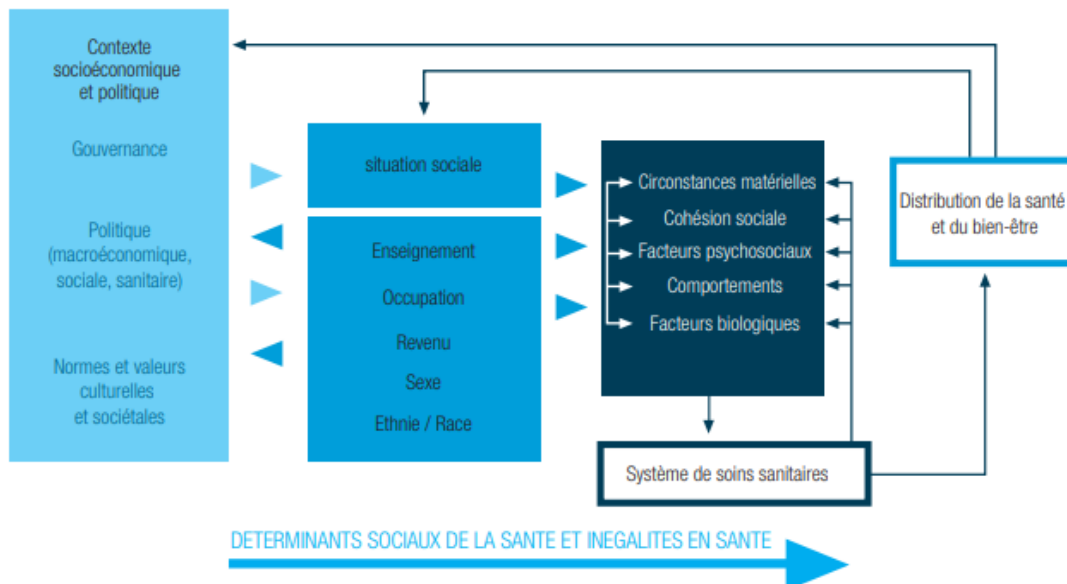 Contexte
socioéconomique
et politique
Gouvernance
Politique
(macroéconomique,
sociale, sanitaire)
Normes et valeurs
culturelles
et sociétales
situation sociale
Enseignement
Occupation
Revenu
Sexe
Ethnie / Race
Circonstances matérielles
Cohésion sociale
Facteurs psychosociaux
Comportements
Facteurs biologiques
Système de soins sanitaires
Distribution de la santé
et du bien-être
DETERMINANTS SOCIAUX DE LA SANTE ET INEGALITES EN SANTE